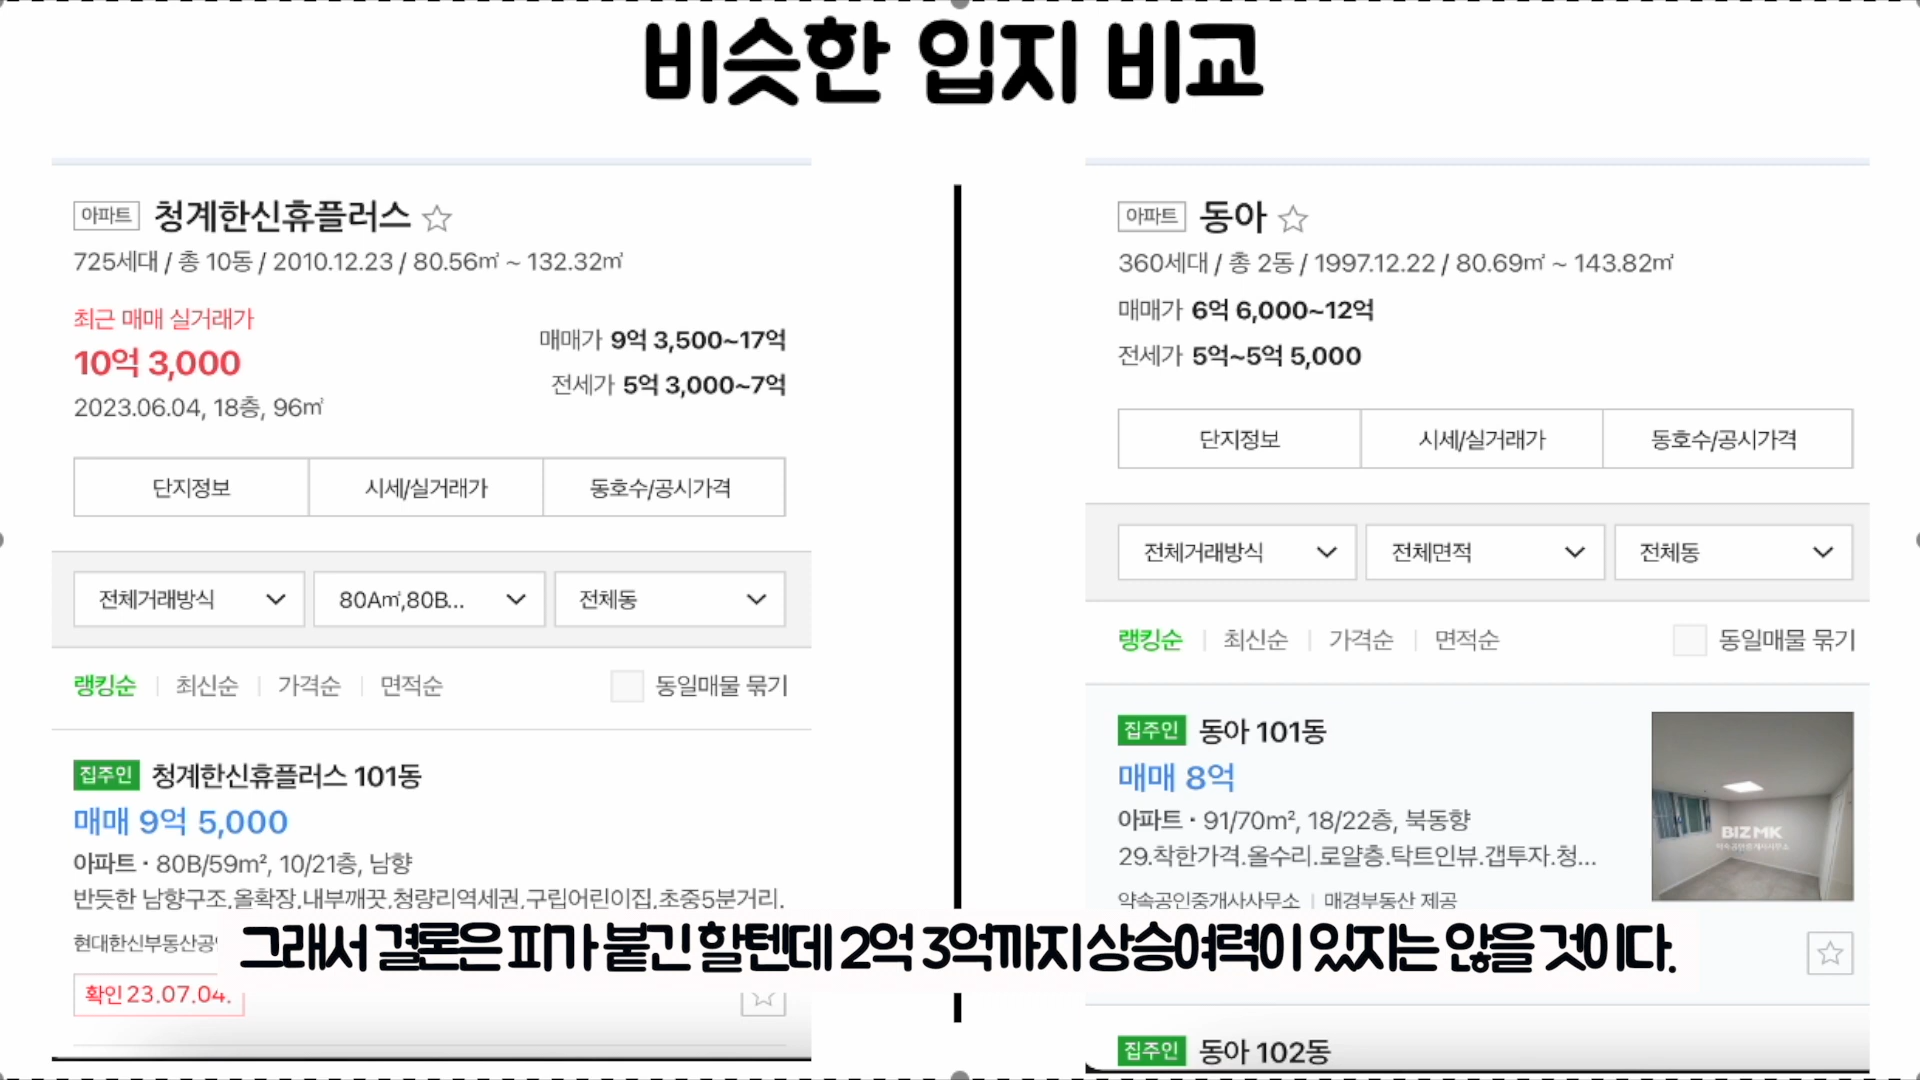 비슷한 입지 비교
아파트 청계한신휴플러스
725세대 / 총 10동 / 2010.12.23 / 80.56㎡ ~ 132.32㎡
최근 매매 실거래가
10억 3,000
2023.06.04, 18층, 96㎡
매매가 9억 3,500~17억
전세가 5억 3,000~7억
단지정보 시세/실거래가 동호수/공시가격
전체거래방식 80A㎡,80B... 전체동
랭킹순 최신순 가격순 면적순 동일매물 묶기
집주인 청계한신휴플러스 101동
매매 9억 5,000
아파트 · 80B/59m², 10/21층, 남향
반듯한 남향구조,올확장,내부깨끗,청량리역세권,구립어린이집,초중5분거리.
현대한신부동산공
확인 23.07.04.
아파트 동아
360세대 / 총 2동 / 1997.12.22 / 80.69㎡ ~ 143.82㎡
매매가 6억 6,000~12억
전세가 5억~5억 5,000
단지정보 시세/실거래가 동호수/공시가격
전체거래방식 전체면적 전체동
랭킹순 최신순 가격순 면적순 동일매물 묶기
집주인 동아 101동
매매 8억
아파트 · 91/70m², 18/22층, 북동향
29.착한가격.올수리.로얄층.탁트인뷰.갭투자.청...
약속공인중개사사무소 | 매경부동산 제공
BIZMK
약속공인중개사사무소
집주인 동아 102동
그래서 결론은 피가 붙긴 할텐데 2억 3억까지 상승여력이 있지는 않을 것이다.